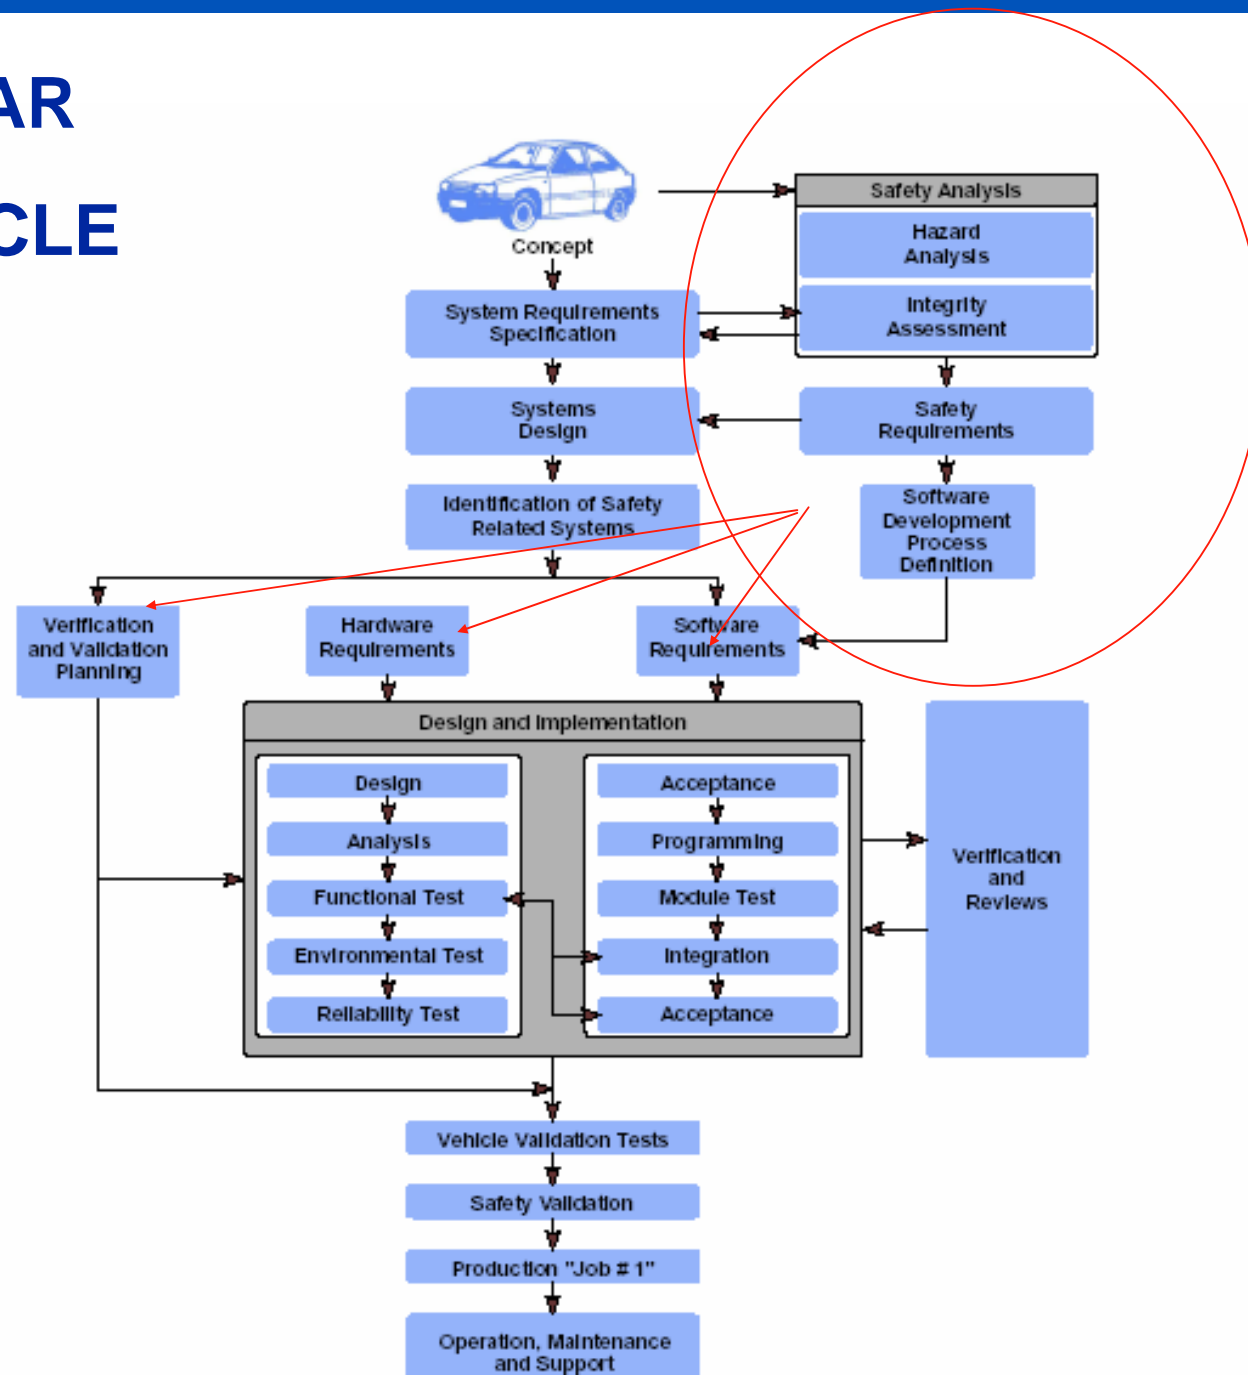 AR
CLE
Concept
Safety Analysis
Hazard
Analysis
Integrity
Assessment
System Requirements
Specification
Systems
Design
Safety
Requirements
Identification of Safety
Related Systems
Software
Development
Process
Definition
Verification
and Validation
Planning
Hardware
Requirements
Software
Requirements
Design and Implementation
Design
Analysis
Functional Test
Environmental Test
Reliability Test
Acceptance
Programming
Module Test
Integration
Acceptance
Verification
and
Reviews
Vehicle Validation Tests
Safety Validation
Production "Job # 1"
Operation, Maintenance
and Support